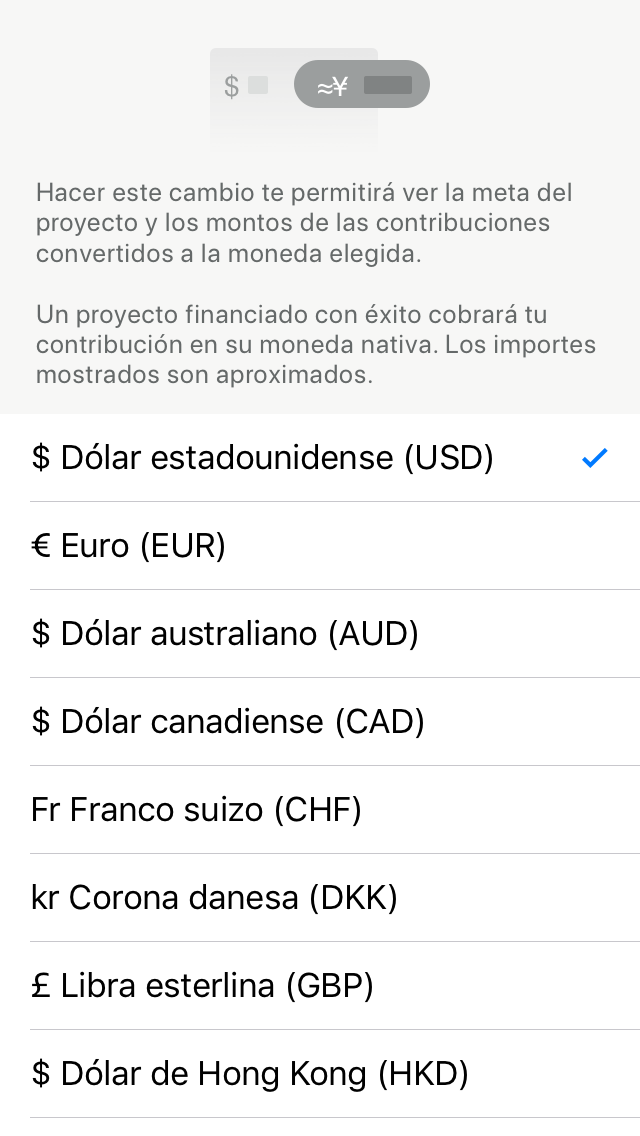 $ ≈¥
Hacer este cambio te permitirá ver la meta del
proyecto y los montos de las contribuciones
convertidos a la moneda elegida.
Un proyecto financiado con éxito cobrará tu
contribución en su moneda nativa. Los importes
mostrados son aproximados.
$ Dólar estadounidense (USD)
€ Euro (EUR)
$ Dólar australiano (AUD)
$ Dólar canadiense (CAD)
Fr Franco suizo (CHF)
kr Corona danesa (DKK)
£ Libra esterlina (GBP)
$ Dólar de Hong Kong (HKD)